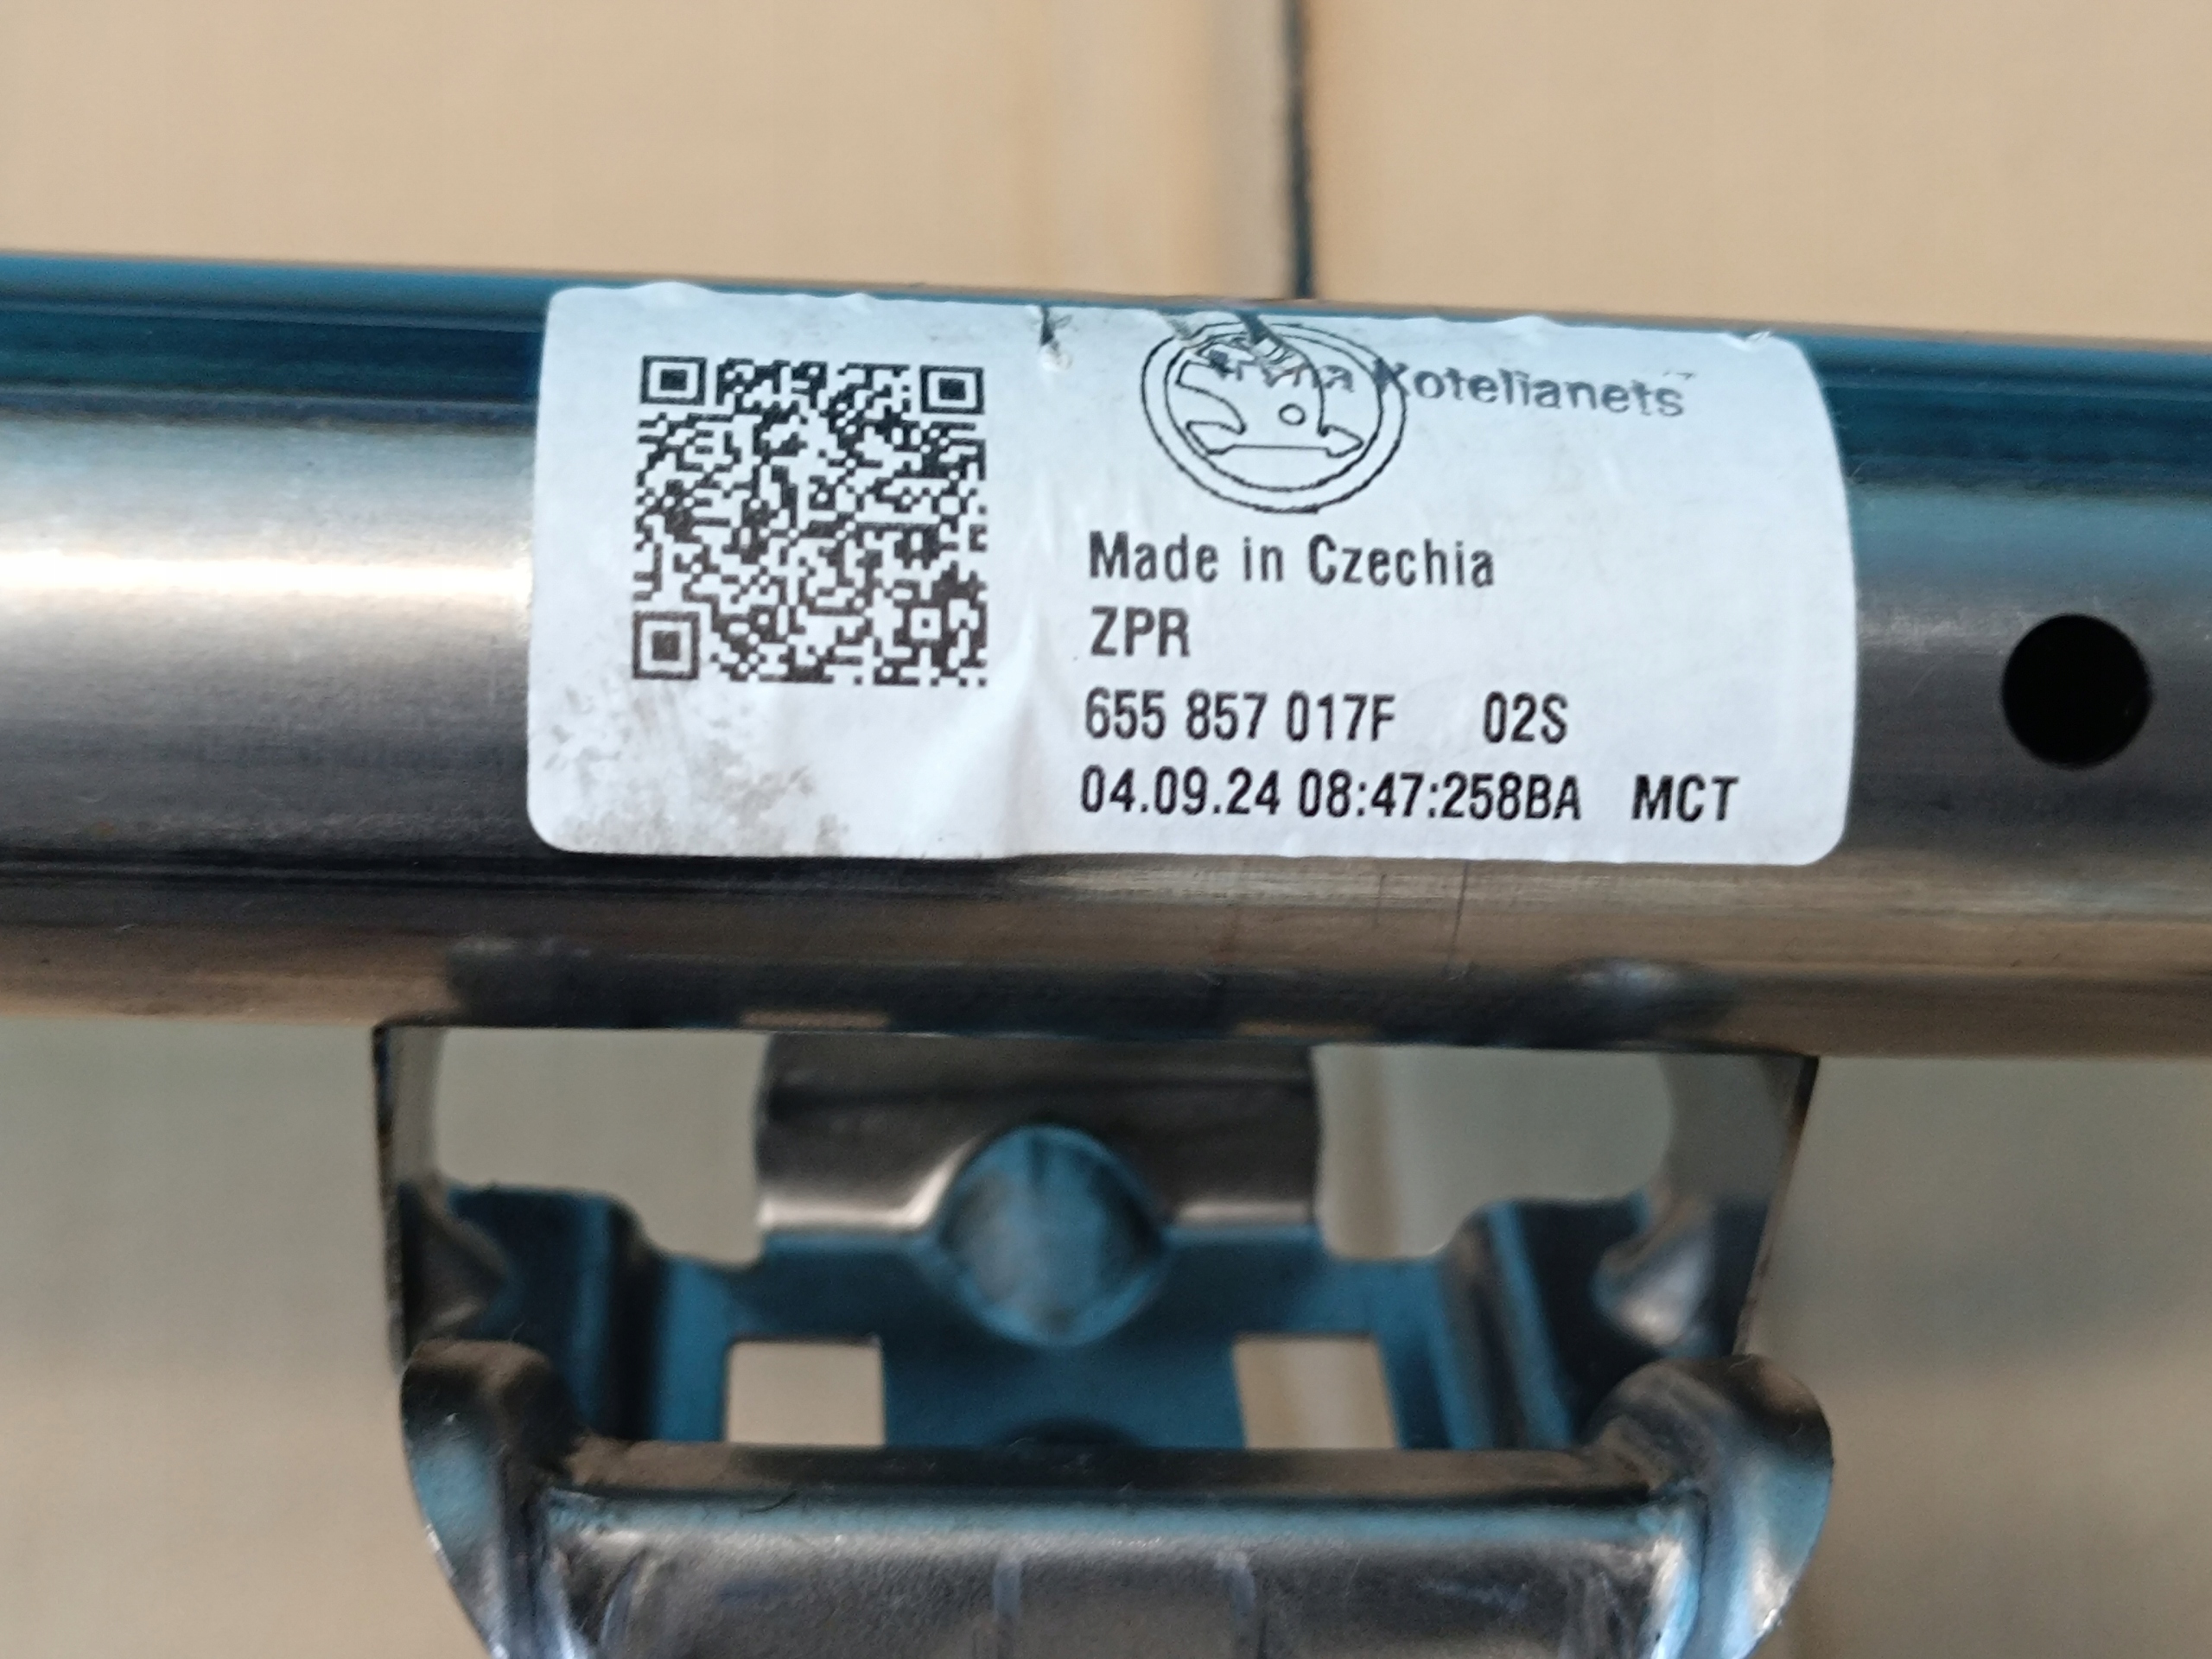 Kotelianets
Made in Czechia
ZPR
655 857 017F 02S
04.09.24 08:47:258BA MCT